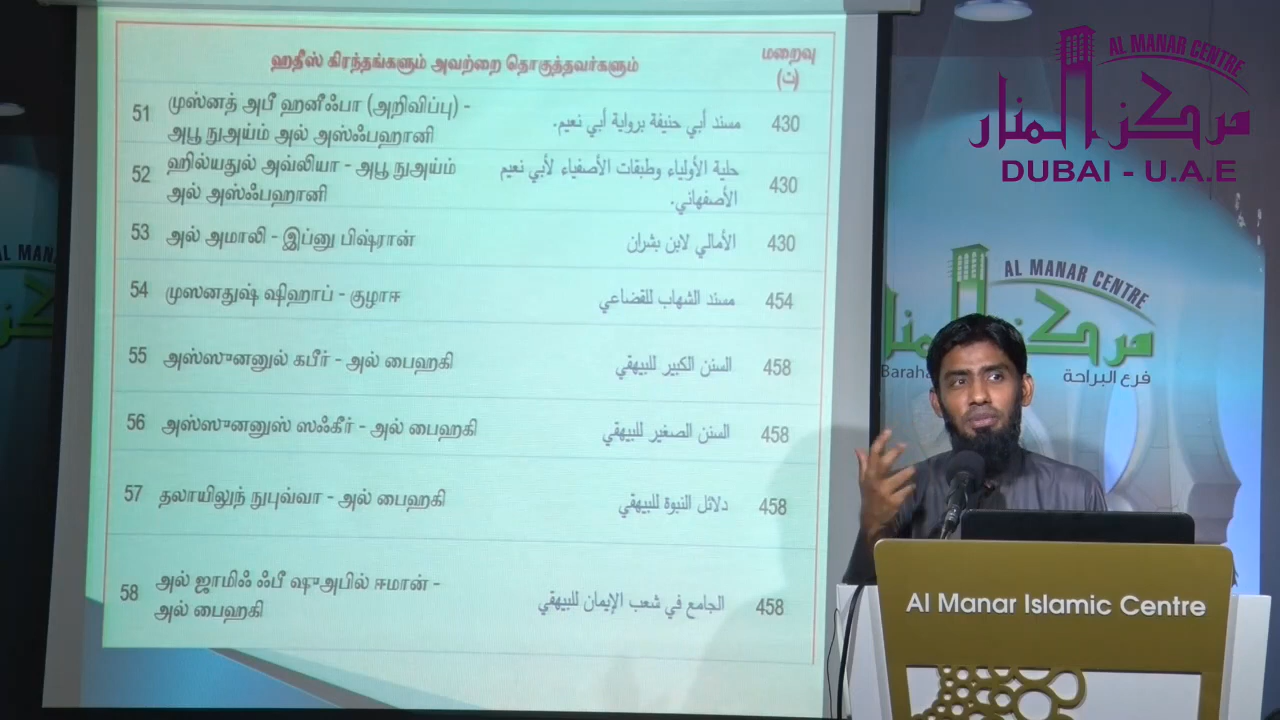 ஹதீஸ் கிரந்தங்களும் அவற்றை தொகுத்தவர்களும் மறைவு
(ت)
51 முஸ்னத் அபீ ஹனீஃபா (அறிவிப்பு) - مسند أبي حنيفة برواية أبي نعيم. 430
அபூ நுஅய்ம் அல் அஸ்ஃபஹானி
52 ஹில்யதுல் அவ்லியா - அபூ நுஅய்ம் حلية الأولياء وطبقات الأصفياء لأبي نعيم 430
அல் அஸ்ஃபஹானி الأصفهاني.
53 அல் அமாலி - இப்னு பிஷ்ரான் الأمالي لابن بشران 430
54 முஸனதுஷ் ஷிஹாப் - குழாஈ مسند الشهاب للقضاعي 454
55 அஸ்ஸுனனுல் கபீர் - அல் பைஹகி السنن الكبير للبيهقي 458
56 அஸ்ஸுனனுஸ் ஸஃகீர் - அல் பைஹகி السنن الصغير للبيهقي 458
57 தலாயிலுந் நுபுவ்வா - அல் பைஹகி دلائل النبوة للبيهقي 458
58 அல் ஜாமிஃ ஃபீ ஷுஅபில் ஈமான் - الجامع في شعب الإيمان للبيهقي 458
அல் பைஹகி
AL MANAR CENTRE
مركز المنار
DUBAI - U.A.E
AL MANAR CENTRE
مركز المنار
فرع البراحة
Al Manar Islamic Centre